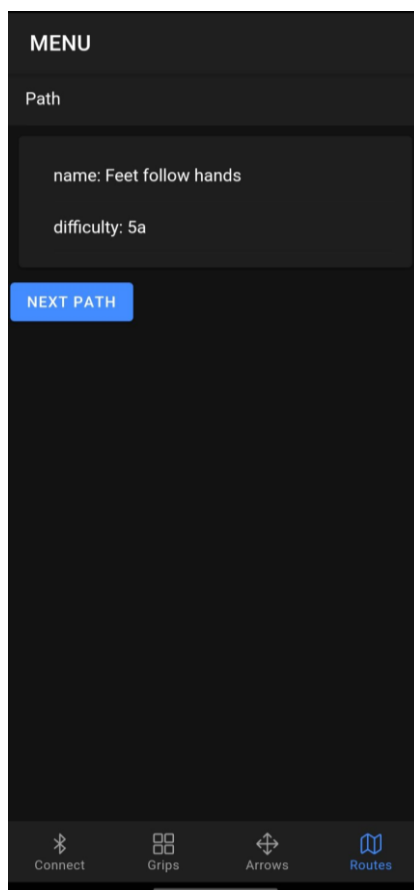 MENU
Path
name: Feet follow hands
difficulty: 5a
NEXT PATH
Connect Grips Arrows Routes